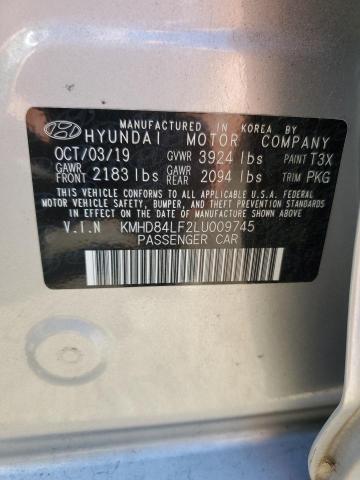 MANUFACTURED IN KOREA BY
HYUNDAI MOTOR COMPANY
OCT/03/19 GVWR 3924 lbs PAINT T3X
GAWR FRONT 2183 lbs GAWR REAR 2094 lbs TRIM PKG
THIS VEHICLE CONFORMS TO ALL APPLICABLE U.S.A. FEDERAL
MOTOR VEHICLE SAFETY, BUMPER, AND THEFT PREVENTION
STANDARDS IN EFFECT ON THE DATE OF MANUFACTURE SHOWN ABOVE.
V.I.N KMHD84LF2LU009745
PASSENGER CAR